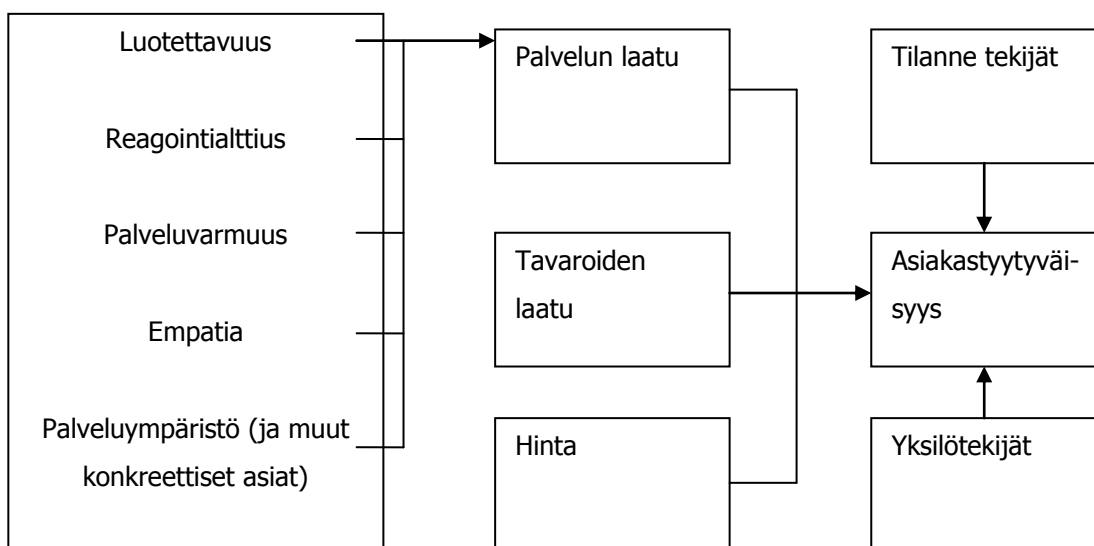 Luotettavuus
Reagointialttius
Palveluvarmuus
Empatia
Palveluympäristö (ja muut
konkreettiset asiat)
Palvelun laatu
Tavaroiden
laatu
Hinta
Tilanne tekijät
Asiakastyytyväi-
syys
Yksilötekijät